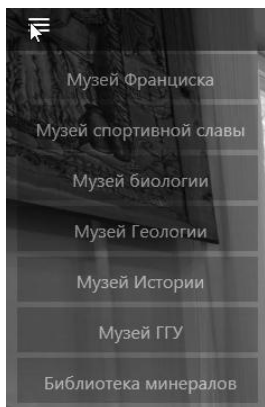 Музей Франциска
Музей спортивной славы
Музей биологии
Музей Геологии
Музей Истории
Музей ГГУ
Библиотека минералов